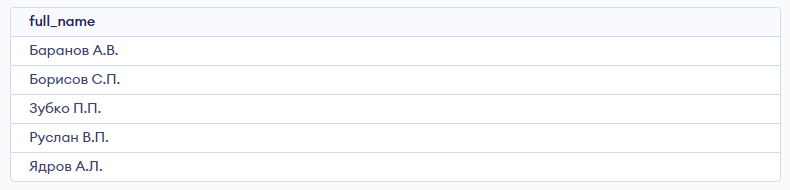 full_name
Баранов А.В.
Борисов С.П.
Зубко П.П.
Руслан В.П.
Ядров А.Л.